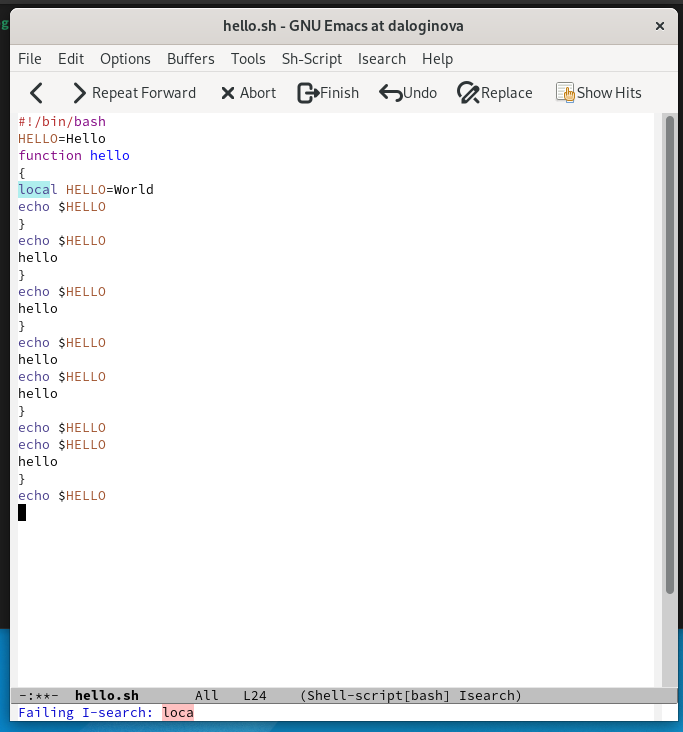 g
hello.sh - GNU Emacs at daloginova
File Edit Options Buffers Tools Sh-Script Isearch Help
Repeat Forward Abort Finish Undo Replace Show Hits
#!/bin/bash
HELLO=Hello
function hello
{
local HELLO=World
echo $HELLO
}
echo $HELLO
hello
}
echo $HELLO
hello
}
echo $HELLO
hello
echo $HELLO
hello
}
echo $HELLO
echo $HELLO
hello
}
echo $HELLO
-:**- hello.sh All L24 (Shell-script[bash] Isearch)
Failing I-search: loca